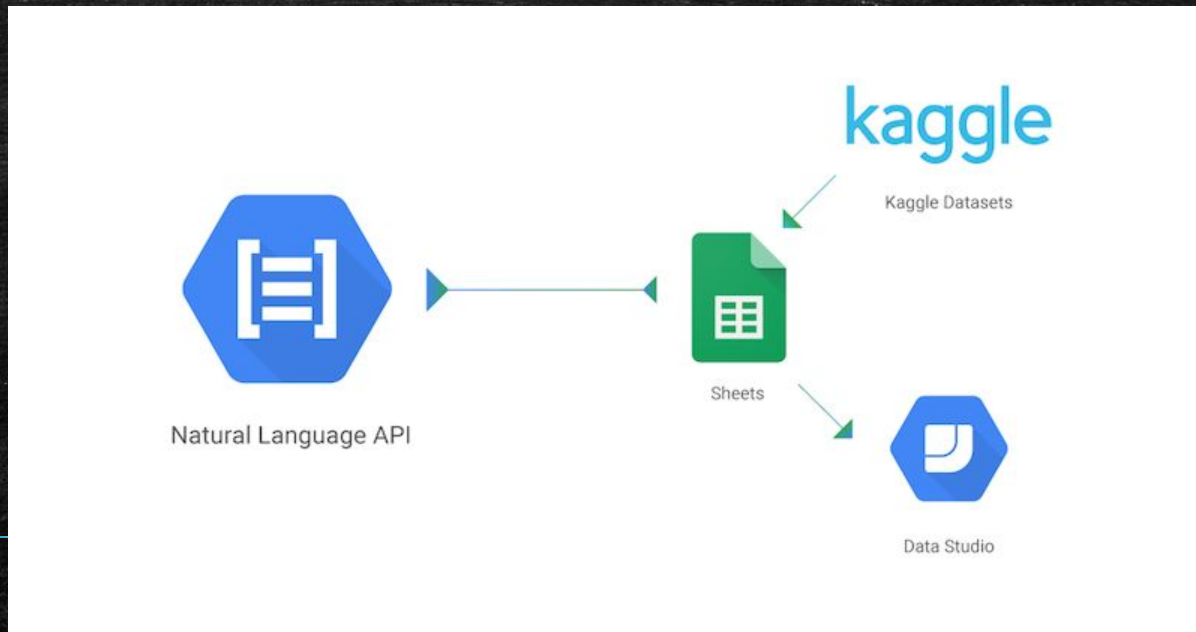 kaggle
Kaggle Datasets
Sheets
Natural Language API
Data Studio